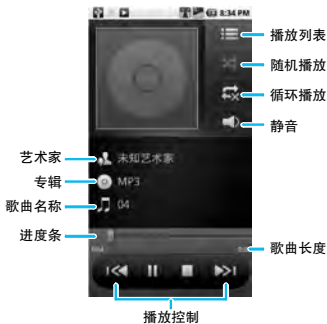 8:34 PM
播放列表
随机播放
循环播放
静音
艺术家
未知艺术家
专辑
MP3
歌曲名称
04
进度条
歌曲长度
播放控制